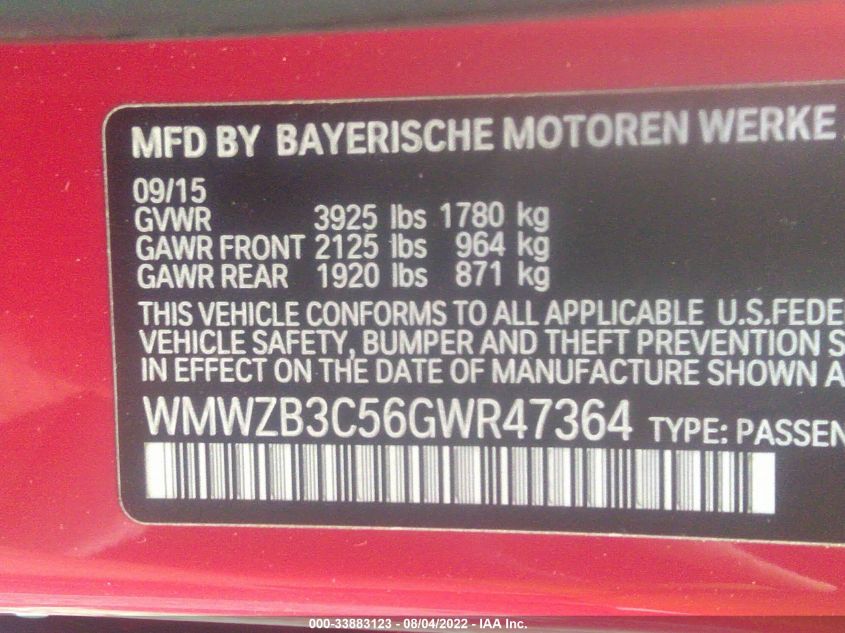 MFD BY BAYERISCHE MOTOREN WERKE
09/15
GVWR 3925 lbs 1780 kg
GAWR FRONT 2125 lbs 964 kg
GAWR REAR 1920 lbs 871 kg
THIS VEHICLE CONFORMS TO ALL APPLICABLE U.S.FEDE
VEHICLE SAFETY, BUMPER AND THEFT PREVENTION S
IN EFFECT ON THE DATE OF MANUFACTURE SHOWN A
WMWZB3C56GWR47364 TYPE: PASSEN
000-33883123 - 08/04/2022 - IAA Inc.